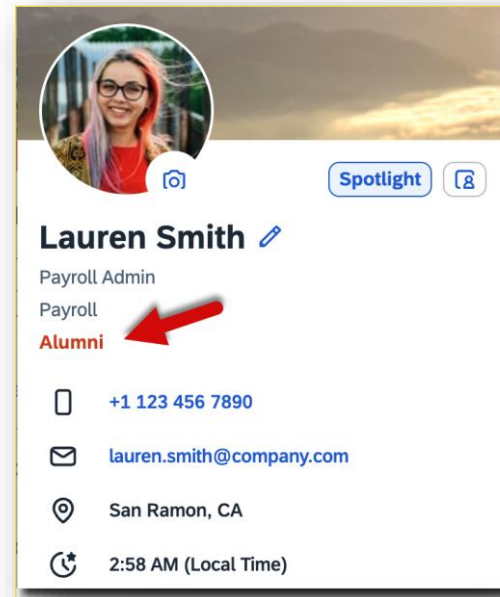 Spotlight
Lauren Smith
Payroll Admin
Payroll
Alumni
+1 123 456 7890
lauren.smith@company.com
San Ramon, CA
2:58 AM (Local Time)